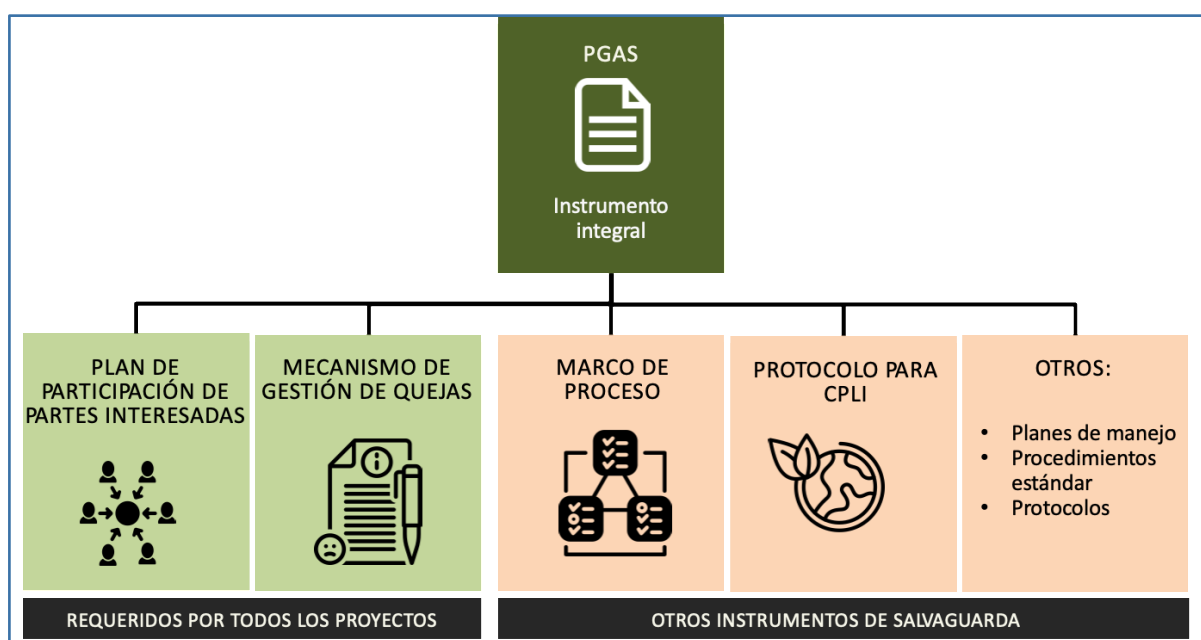 PGAS
Instrumento
integral
PLAN DE
PARTICIPACIÓN DE
PARTES INTERESADAS
MECANISMO DE
GESTIÓN DE QUEJAS
MARCO DE
PROCESO
PROTOCOLO PARA
CPLI
OTROS:
• Planes de manejo
• Procedimientos
estándar
• Protocolos
REQUERIDOS POR TODOS LOS PROYECTOS
OTROS INSTRUMENTOS DE SALVAGUARDA